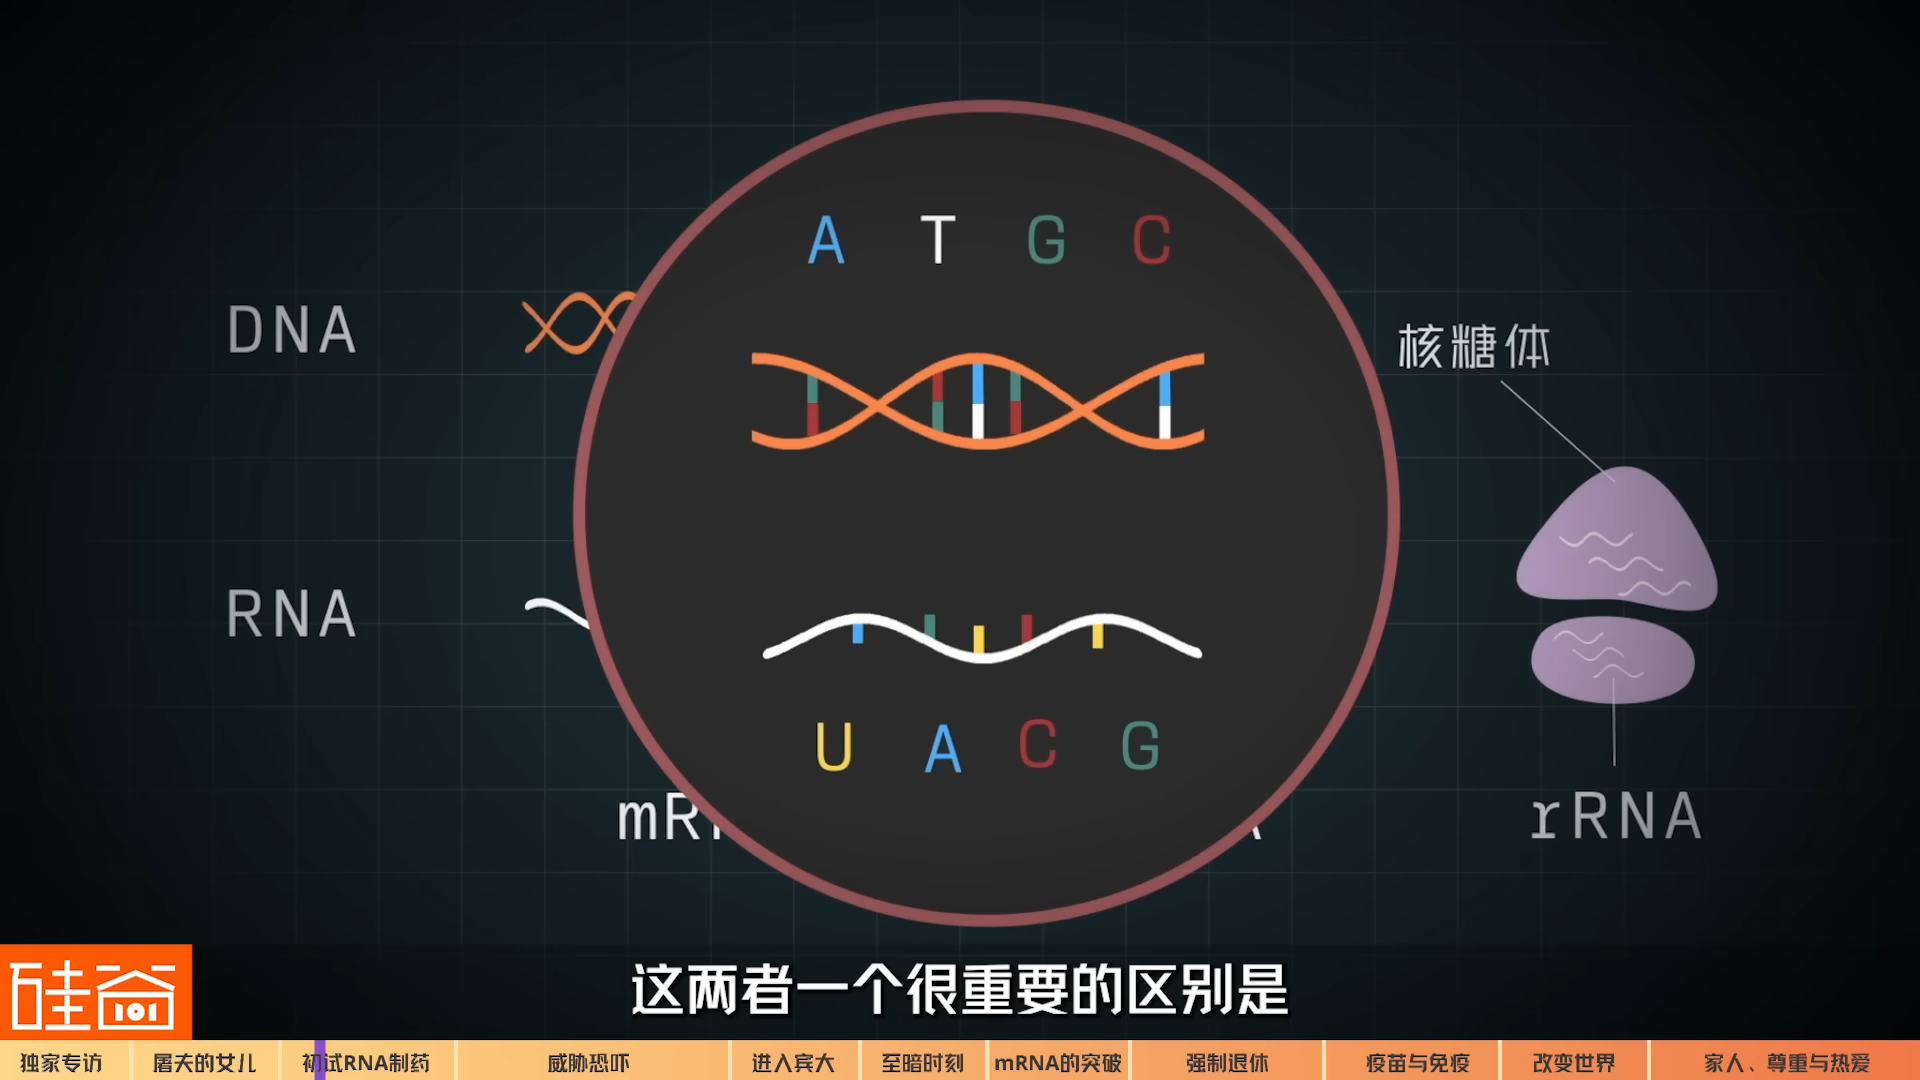 A T G C
DNA
核糖体
RNA
U A C G
mR
rRNA
这两者一个很重要的区别是
硅谷
101
独家专访 屠夫的女儿 初试RNA制药 威胁恐吓 进入宾大 至暗时刻 mRNA的突破 强制退休 疫苗与免疫 改变世界 家人、尊重与热爱